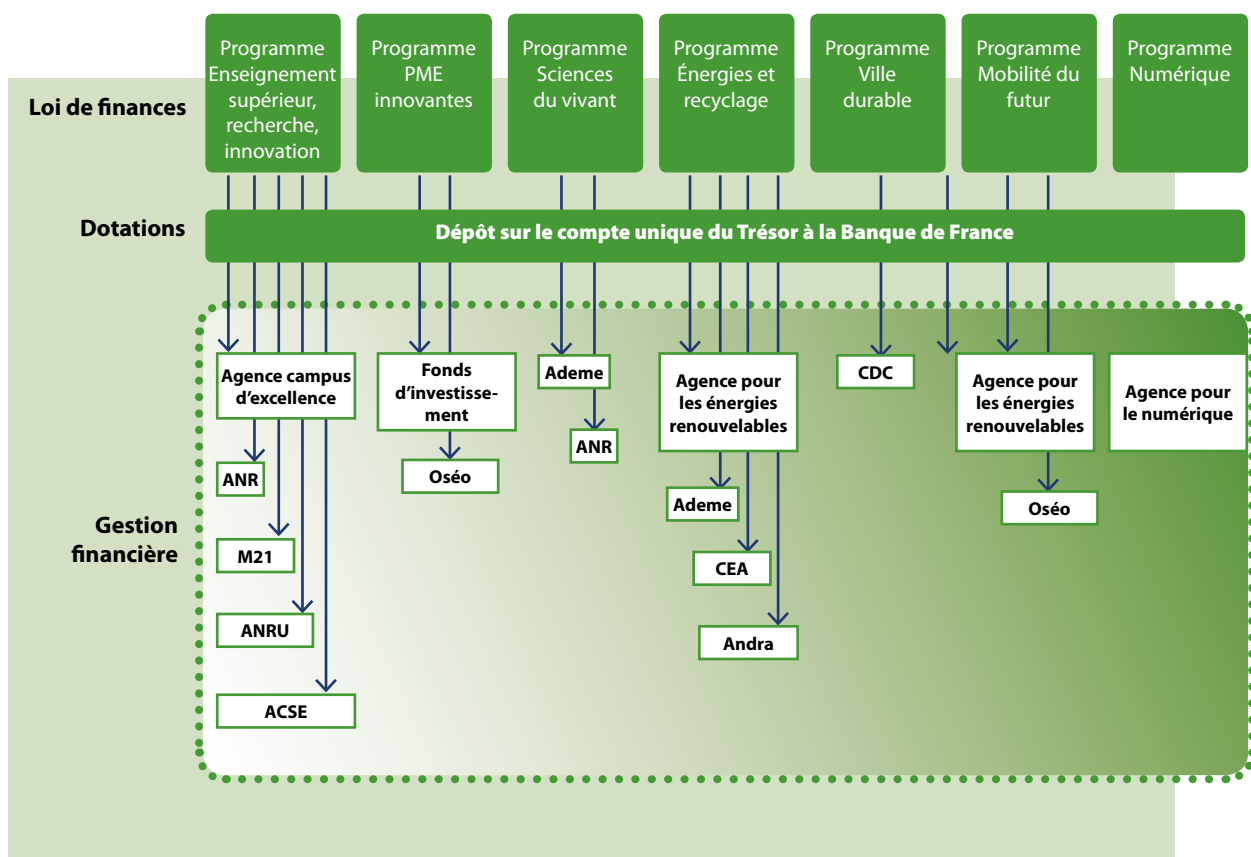 Programme
Enseignement
supérieur,
recherche,
innovation
Programme
PME
innovantes
Programme
Sciences
du vivant
Programme
Énergies et
recyclage
Programme
Ville
durable
Programme
Mobilité du
futur
Programme
Numérique
Loi de finances
Dotations
Dépôt sur le compte unique du Trésor à la Banque de France
Gestion
financière
Agence campus
d'excellence
ANR
M21
ANRU
ACSE
Fonds
d'investisse-
ment
Oséo
Ademe
ANR
Agence pour
les énergies
renouvelables
Ademe
CEA
Andra
CDC
Agence pour
les énergies
renouvelables
Oséo
Agence pour
le numérique